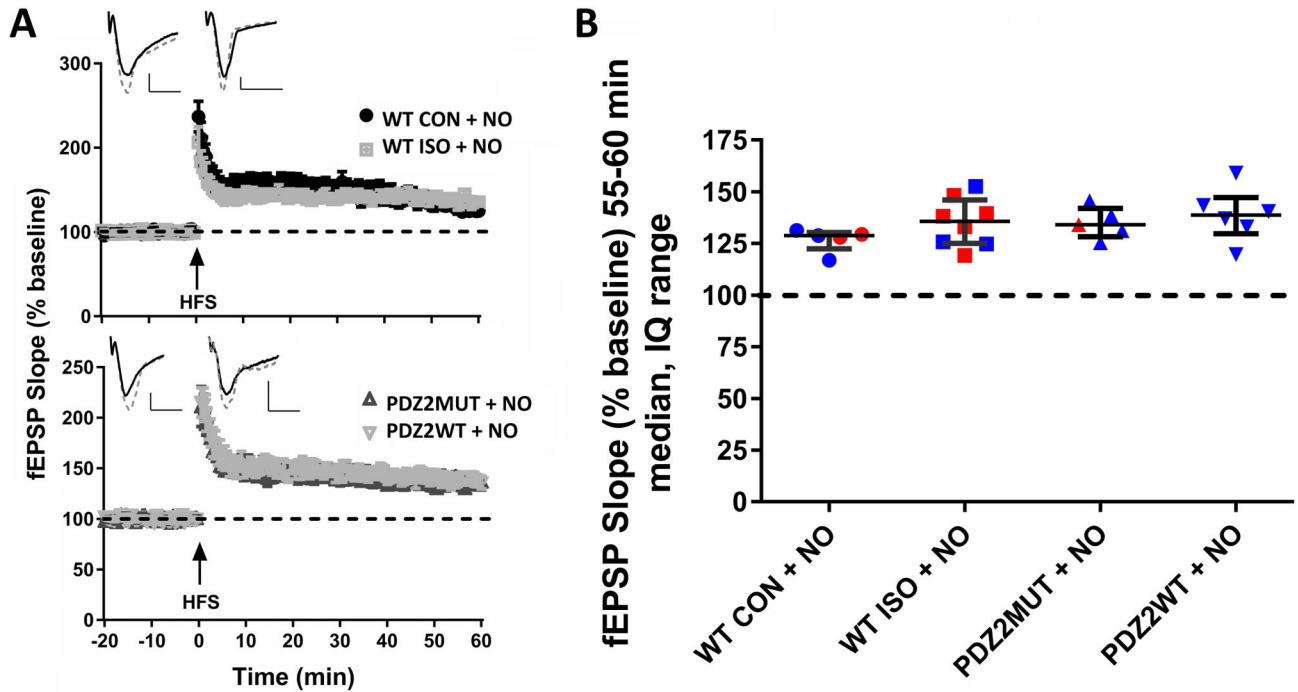 A
300
200
150
100
100
WT CON + NO
WT ISO + NO
HFS
fEPSP Slope (% baseline)
250
200
150
100
50
0
PDZ2MUT + NO
PDZ2WT + NO
HFS
-20 -10 0 10 20 30 40 50 60
Time (min)
B
fEPSP Slope (% baseline) 55-60 min
median, IQ range
175
150
125
100
75
50
25
0
WT CON + NO
WT ISO + NO
PDZ2MUT + NO
PDZ2WT + NO